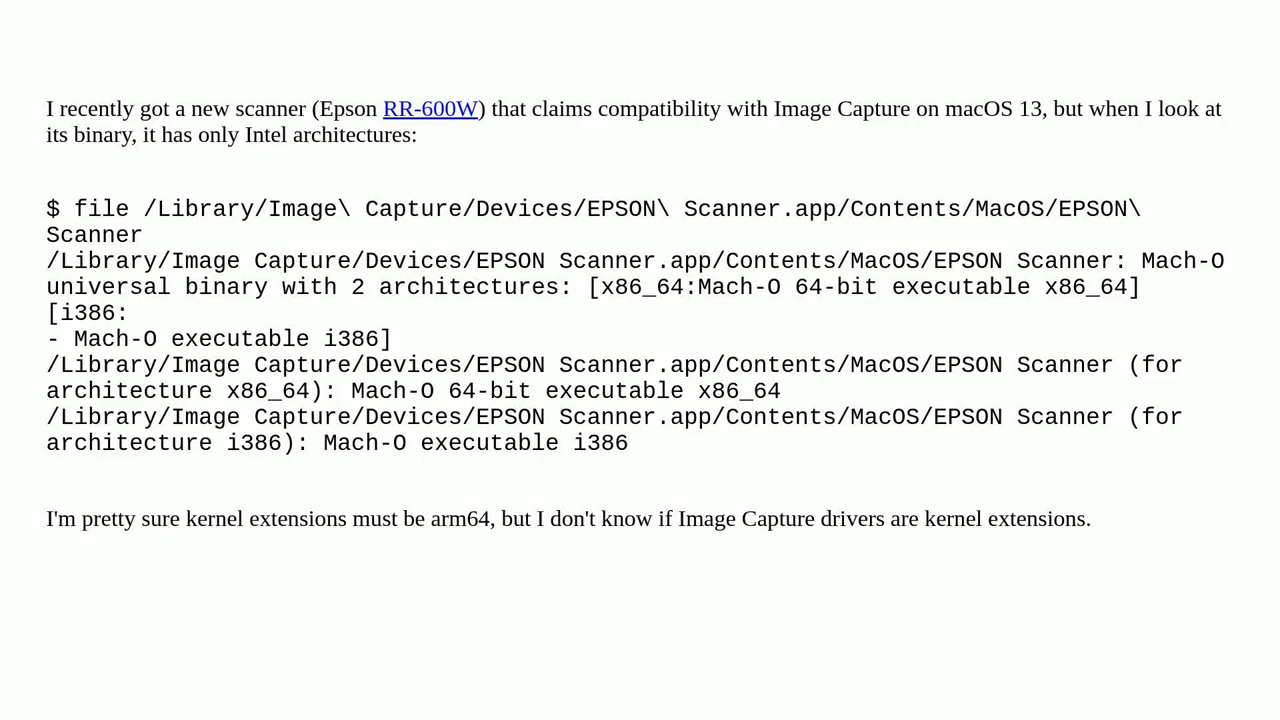 I recently got a new scanner (Epson RR-600W) that claims compatibility with Image Capture on macOS 13, but when I look at
its binary, it has only Intel architectures:
$ file /Library/Image\ Capture/Devices/EPSON\ Scanner.app/Contents/MacOS/EPSON\
Scanner
/Library/Image Capture/Devices/EPSON Scanner.app/Contents/MacOS/EPSON Scanner: Mach-O
universal binary with 2 architectures: [x86_64:Mach-O 64-bit executable x86_64]
[i386:
- Mach-O executable i386]
/Library/Image Capture/Devices/EPSON Scanner.app/Contents/MacOS/EPSON Scanner (for
architecture x86_64): Mach-O 64-bit executable x86_64
/Library/Image Capture/Devices/EPSON Scanner.app/Contents/MacOS/EPSON Scanner (for
architecture i386): Mach-O executable i386
I'm pretty sure kernel extensions must be arm64, but I don't know if Image Capture drivers are kernel extensions.